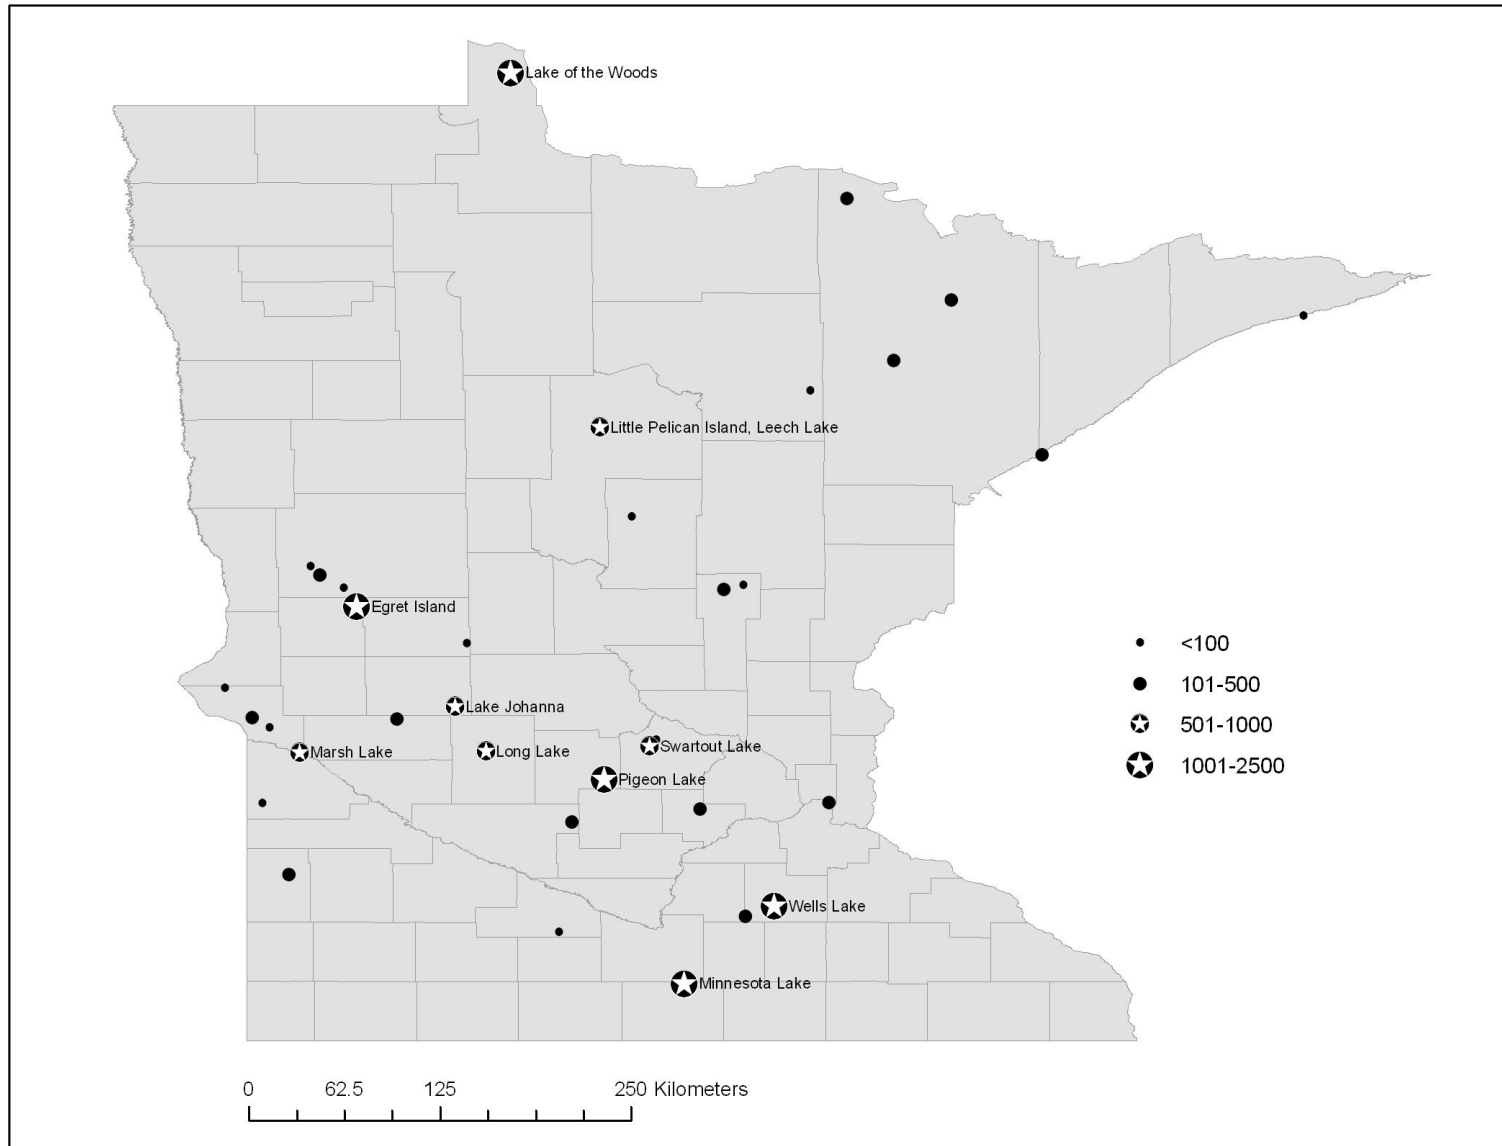 Lake of the Woods
Little Pelican Island, Leech Lake
Egret Island
<100
101-500
Lake Johanna
501-1000
Marsh Lake
Long Lake
Swartout Lake
1001-2500
Pigeon Lake
Wells Lake
Minnesota Lake
0 62.5 125 250 Kilometers